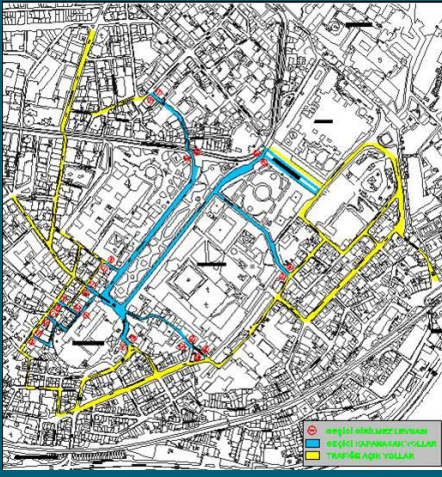 GEÇİCİ GİRİLMEZ LEVHASI
GEÇİCİ KAPANACAK YOLLAR
TRAFİĞE AÇIK YOLLAR